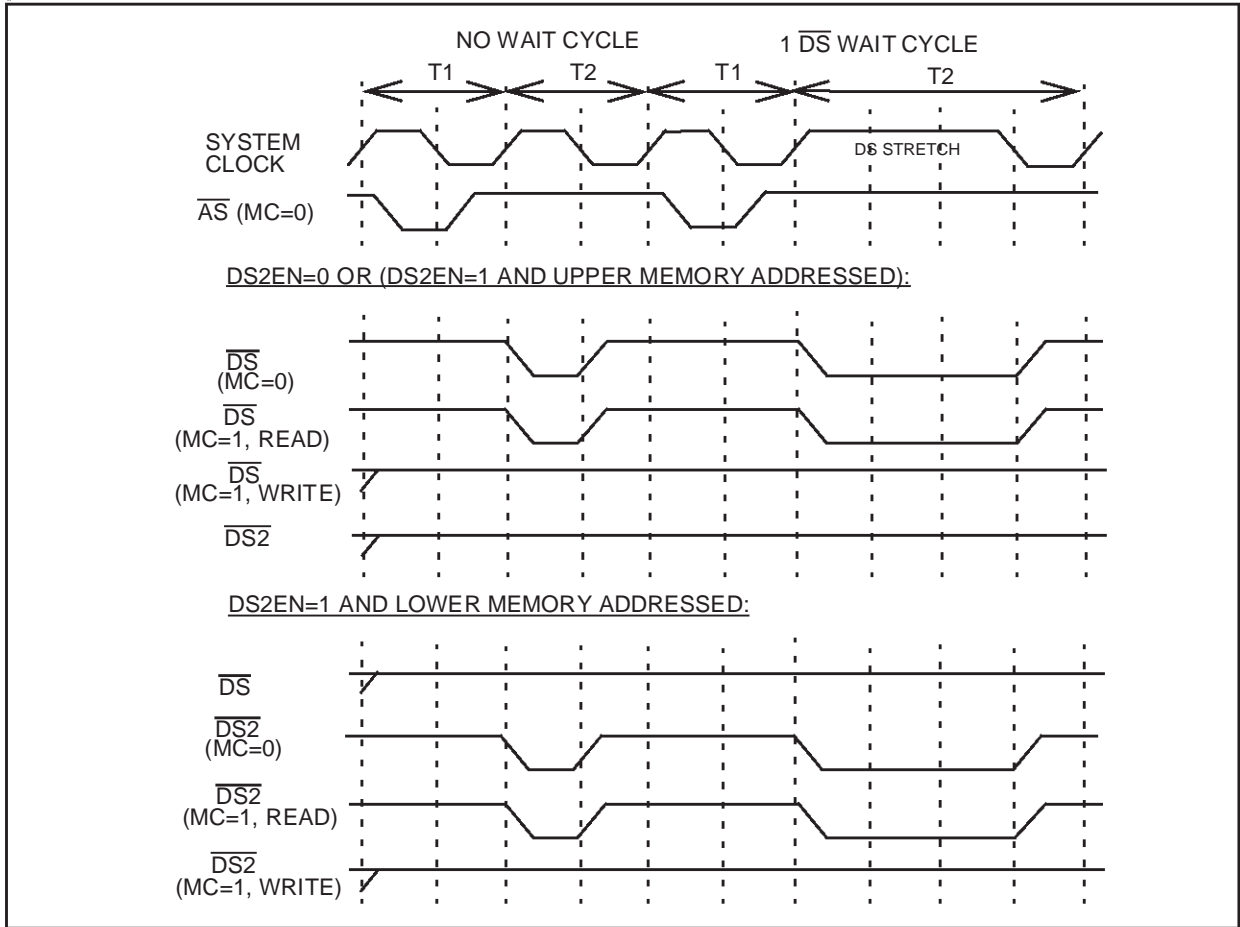 NO WAIT CYCLE
1 DS WAIT CYCLE
T1
T2
T1
T2
SYSTEM
CLOCK
DS STRETCH
AS (MC=0)
DS2EN=0 OR (DS2EN=1 AND UPPER MEMORY ADDRESSED):
DS
(MC=0)
DS
(MC=1, READ)
DS
(MC=1, WRITE)
DS2
DS2EN=1 AND LOWER MEMORY ADDRESSED:
DS
DS2
(MC=0)
DS2
(MC=1, READ)
DS2
(MC=1, WRITE)